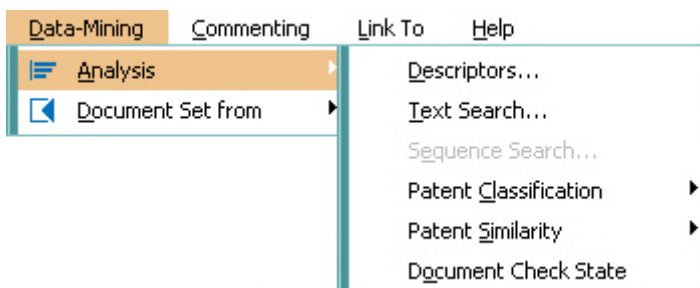 Data-Mining Commenting Link To Help
Analysis
Document Set from
Descriptors...
Text Search...
Sequence Search...
Patent Classification
Patent Similarity
Document Check State